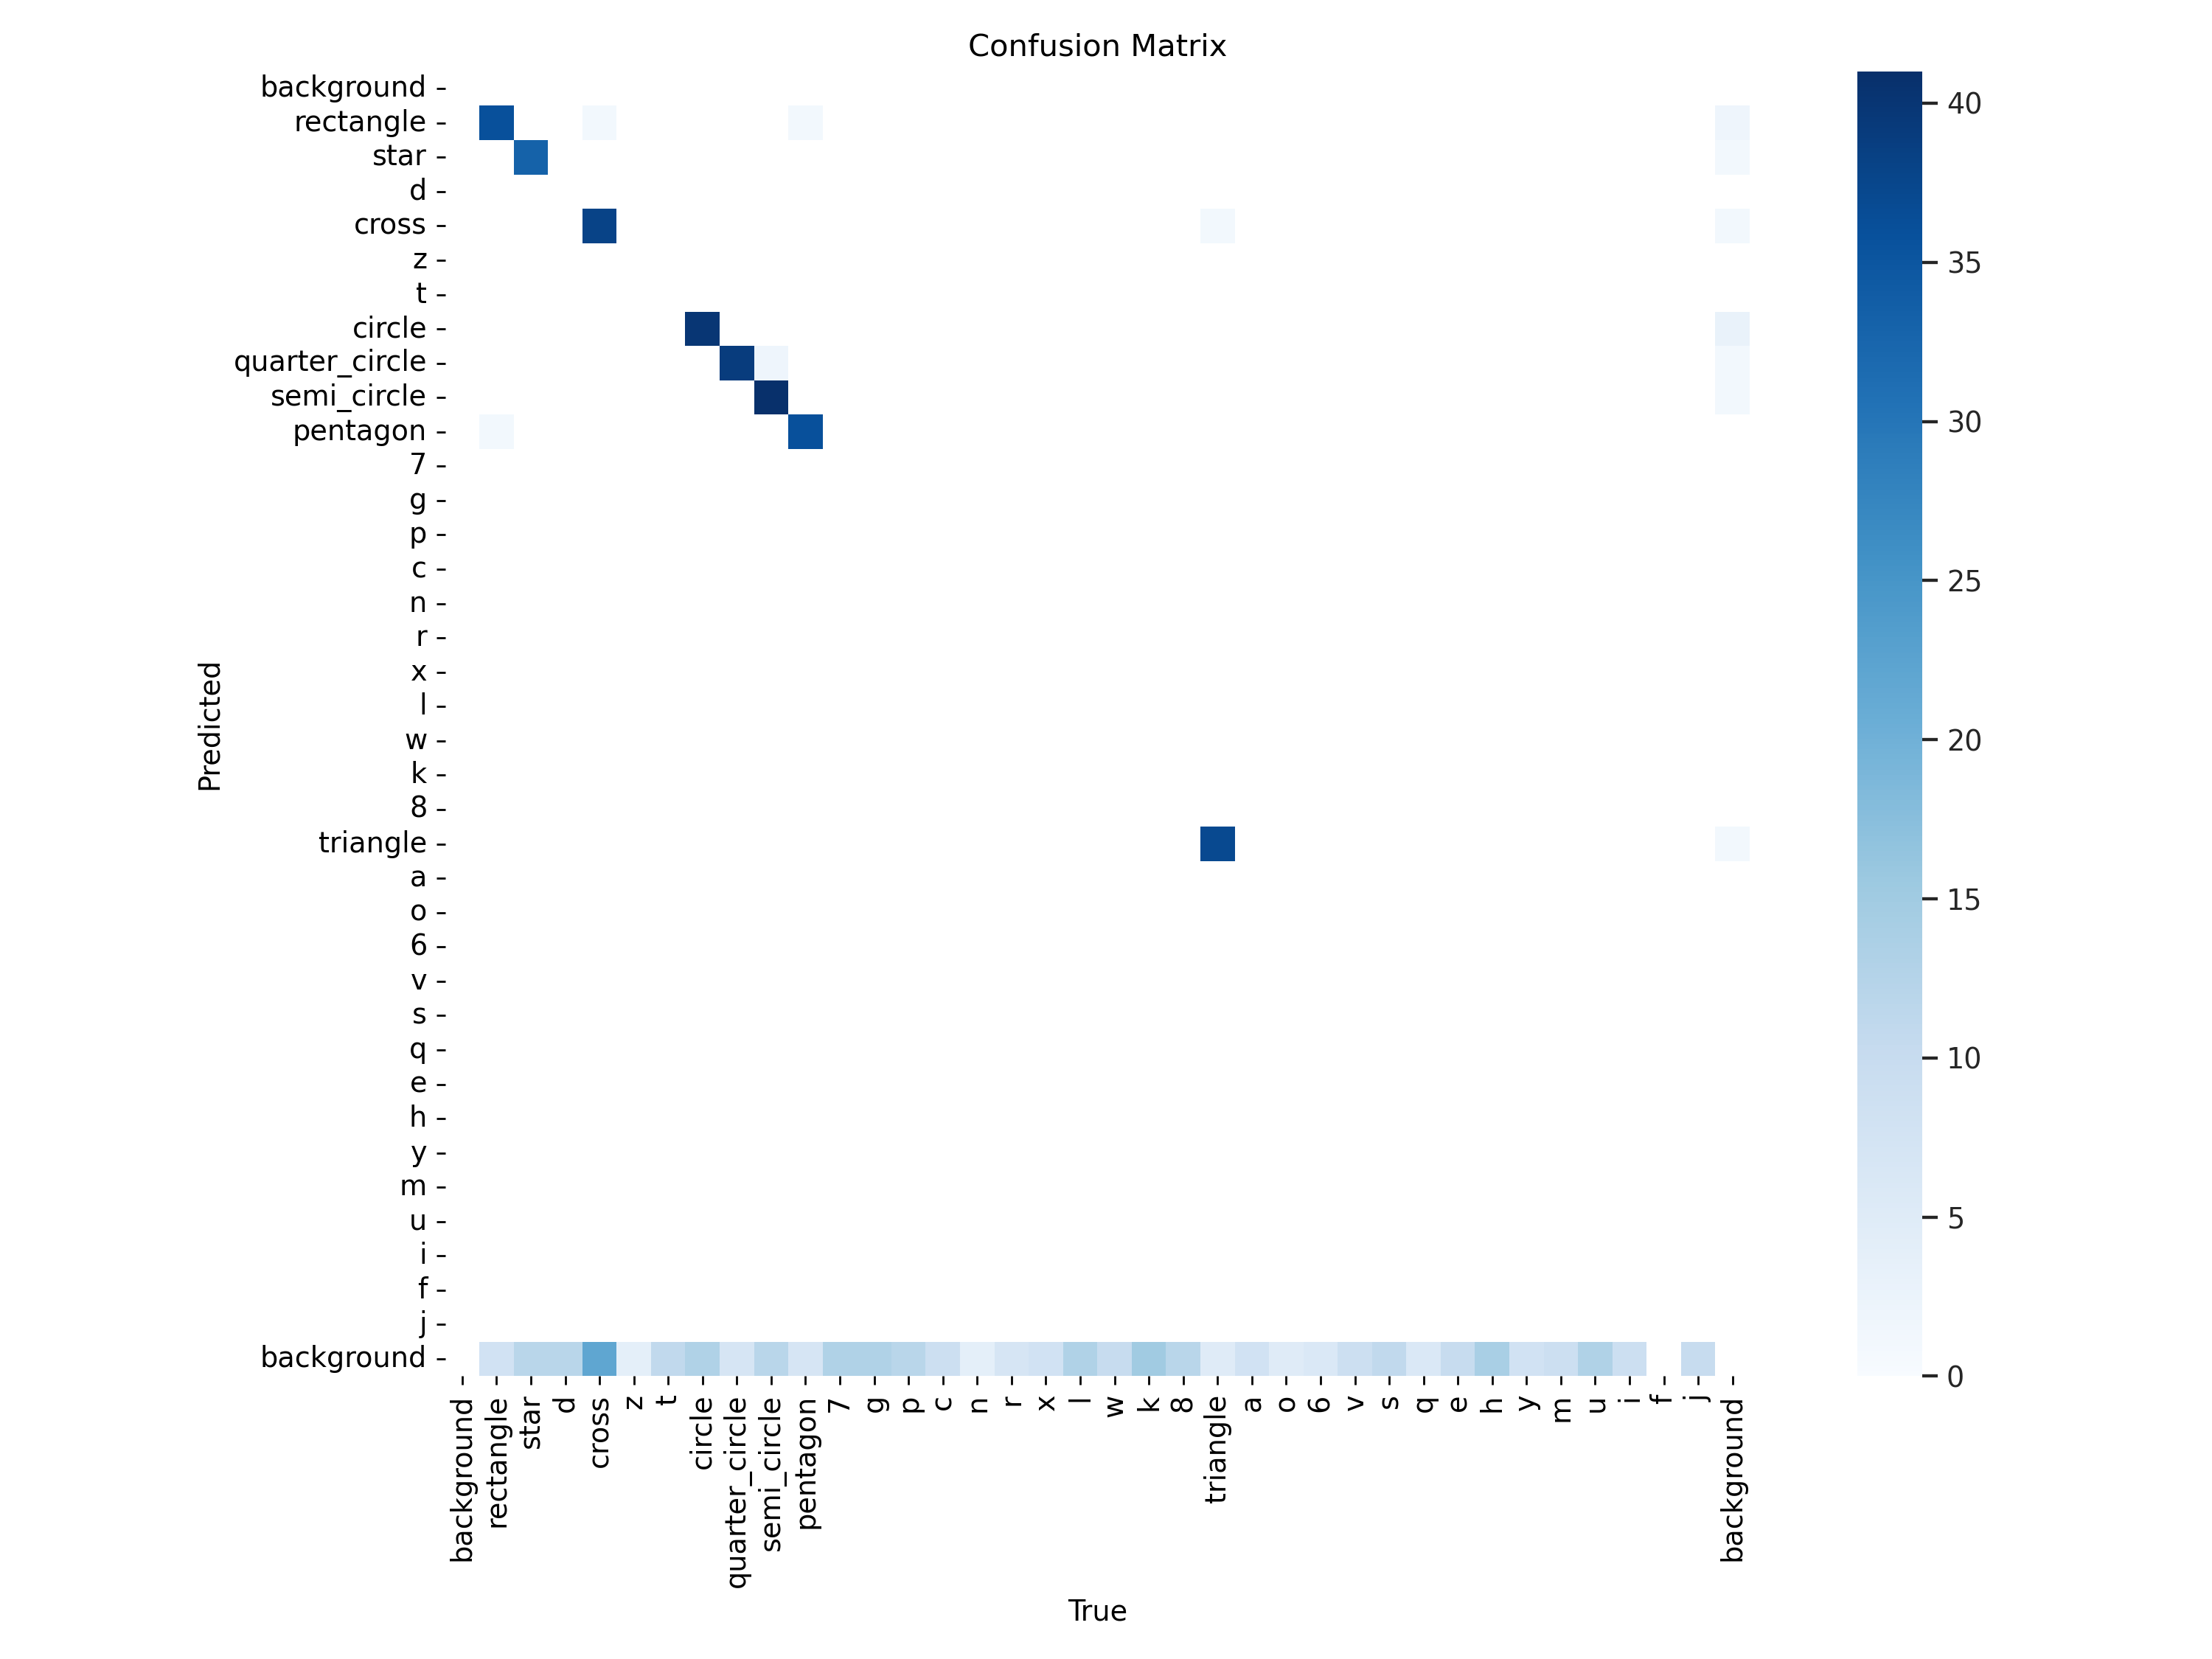 Confusion Matrix
background
rectangle
star
d
cross
z
t
circle
quarter_circle
semi_circle
pentagon
7
g
p
c
n
r
x
l
w
k
8
triangle
a
o
6
v
s
q
e
h
y
m
u
i
f
j
background
Predicted
background
rectangle
star
d
cross
z
t
circle
quarter_circle
semi_circle
pentagon
7
g
p
c
n
r
x
l
w
k
8
triangle
a
o
6
v
s
q
e
h
y
m
u
i
f
j
background
True
40
35
30
25
20
15
10
5
0